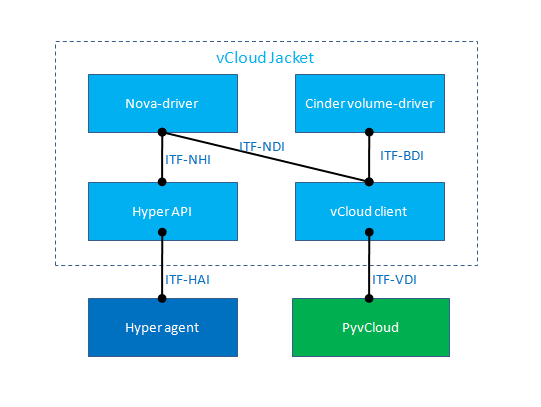 vCloud Jacket
Nova-driver
Cinder volume-driver
ITF-NDI
ITF-NHI
ITF-BDI
Hyper API
vCloud client
ITF-HAI
ITF-VDI
Hyper agent
PyvCloud